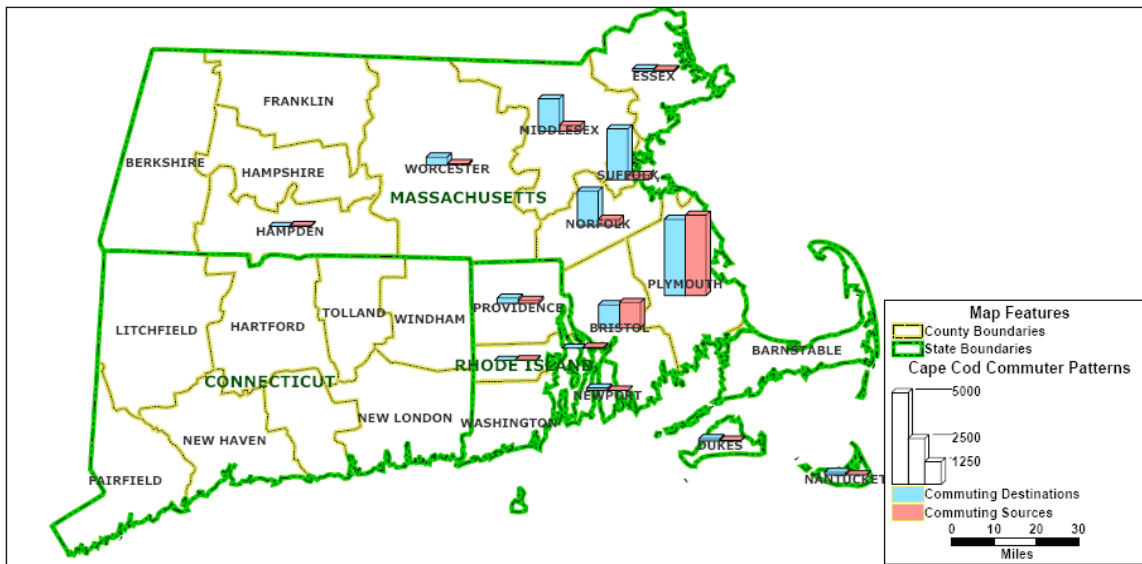 ESSEX
FRANKLIN
MIDDLESEX
BERKSHIRE
WORCESTER
HAMPSHIRE
SUFFOLK
MASSACHUSETTS
NORFOLK
HAMPDEN
PLYMOUTH
PROVIDENCE
TOLLAND
WINDHAM
LITCHFIELD
HARTFORD
BRISTOL
BARNSTABLE
RHODE ISLAND
CONNECTICUT
NEWPORT
NEW LONDON
WASHINGTON
NEW HAVEN
DUKES
FAIRFIELD
NANTUCKET
Map Features
County Boundaries
State Boundaries
Cape Cod Commuter Patterns
5000
2500
1250
Commuting Destinations
Commuting Sources
0 10 20 30
Miles